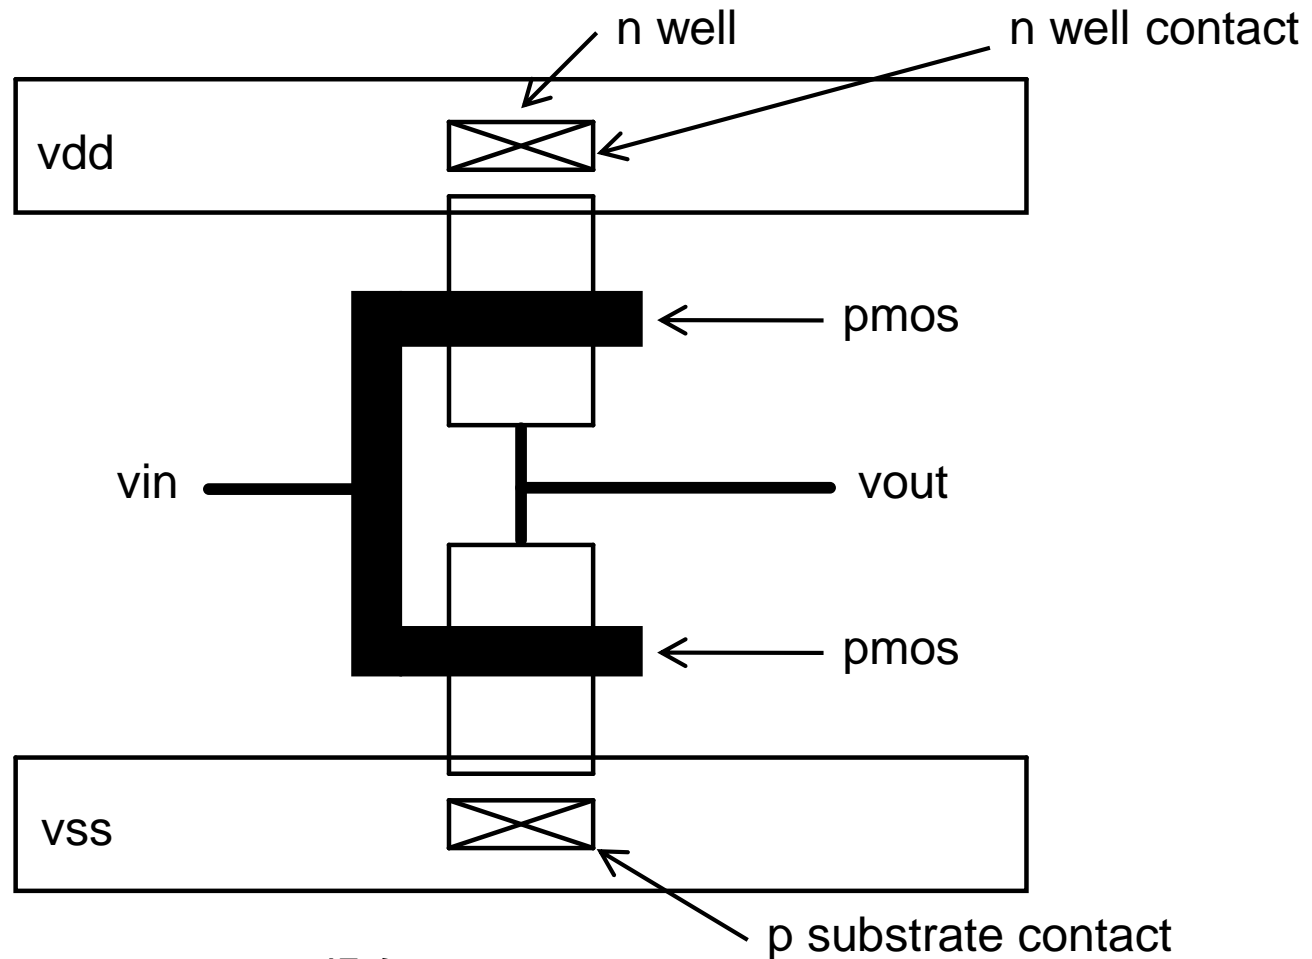 n well
n well contact
vdd
pmos
vin
vout
pmos
vss
p substrate contact